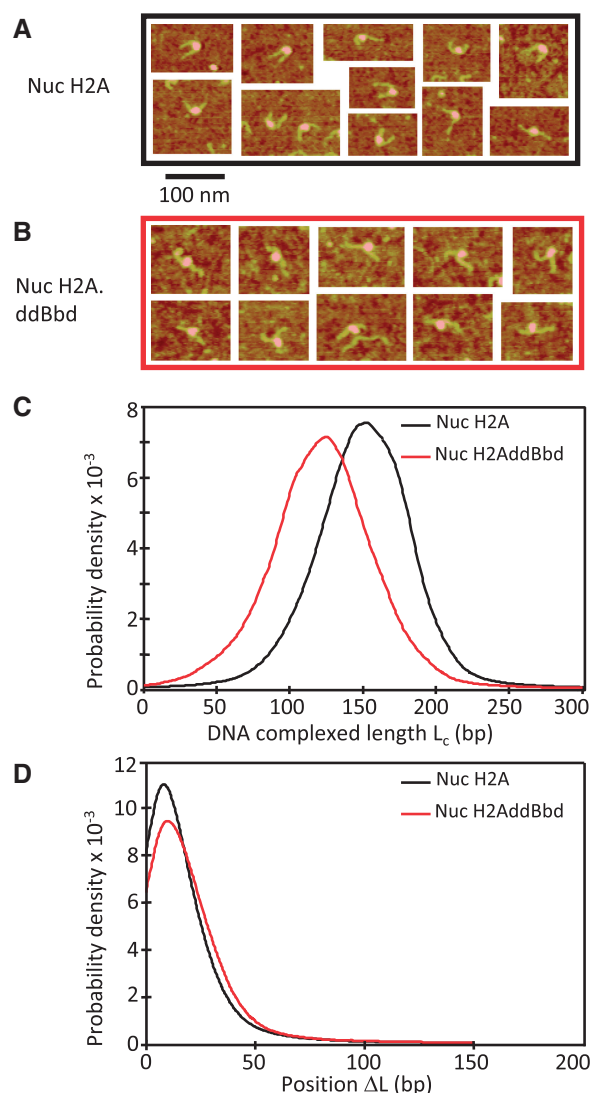 A
Nuc H2A
100 nm
B
Nuc H2A.
ddBbd
C
8
6
4
2
0
Probability density x 10⁻³
Nuc H2A
Nuc H2AddBbd
0 50 100 150 200 250 300
DNA complexed length Lc (bp)
D
12
10
8
6
4
2
0
Probability density x 10⁻³
Nuc H2A
Nuc H2AddBbd
0 50 100 150 200
Position ΔL (bp)